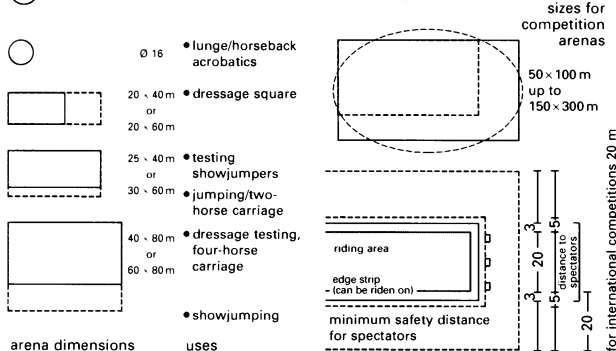 Ø 16
• lunge/horseback
acrobatics
20 × 40 m
or
20 × 60 m
• dressage square
25 × 40 m
or
30 × 60 m
• testing
showjumpers
• jumping/two-
horse carriage
40 × 80 m
or
60 × 80 m
• dressage testing,
four-horse
carriage
• showjumping
arena dimensions
uses
sizes for
competition
arenas
50 × 100 m
up to
150 × 300 m
riding area
edge strip
(can be riden on)
minimum safety distance
for spectators
3
20
3
5
5
distance to
spectators
20
for international competitions 20 m